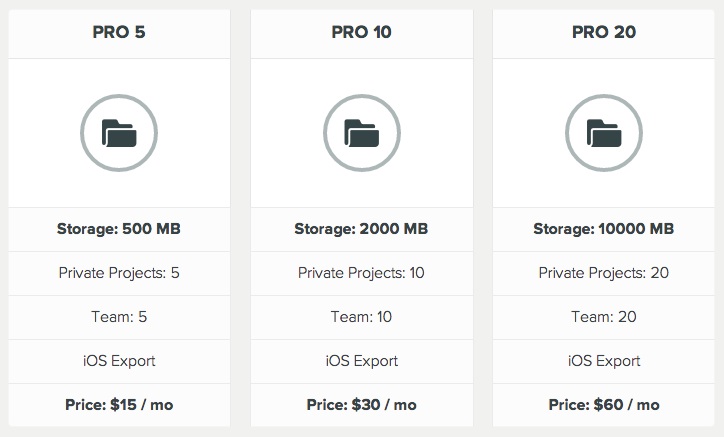 PRO 5
Storage: 500 MB
Private Projects: 5
Team: 5
iOS Export
Price: $15 / mo
PRO 10
Storage: 2000 MB
Private Projects: 10
Team: 10
iOS Export
Price: $30 / mo
PRO 20
Storage: 10000 MB
Private Projects: 20
Team: 20
iOS Export
Price: $60 / mo